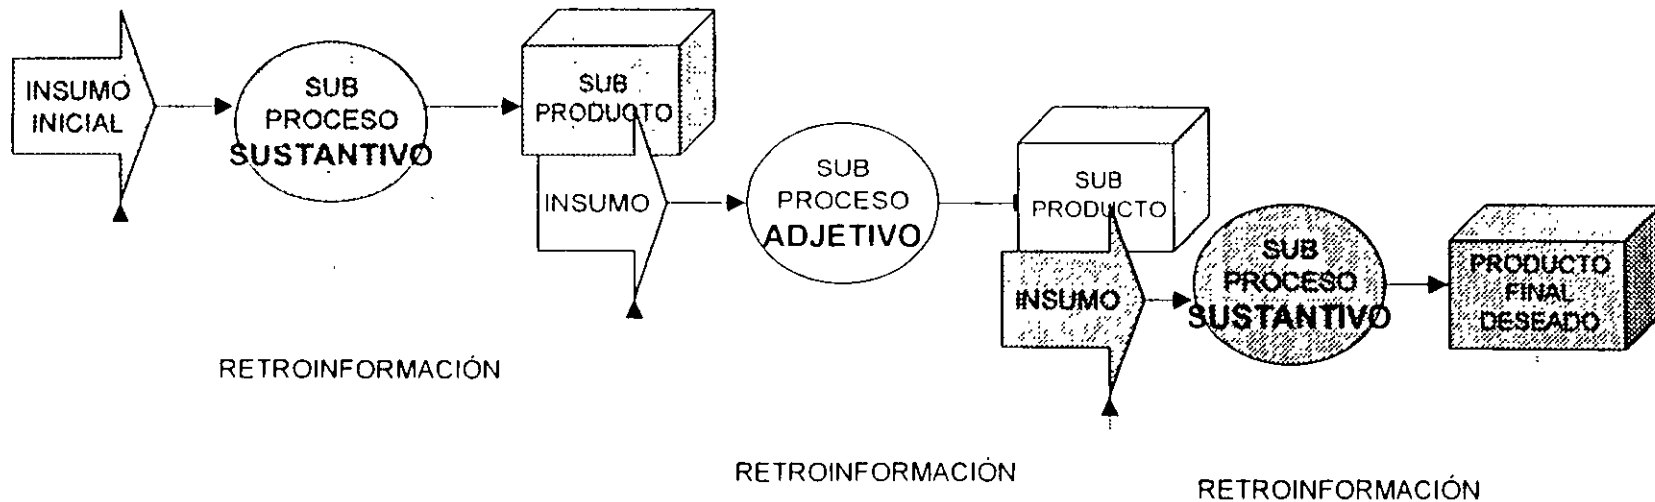 INSUMO
INICIAL
SUB
PROCESO
SUSTANTIVO
SUB
PRODUCTO
INSUMO
SUB
PROCESO
ADJETIVO
SUB
PRODUCTO
INSUMO
SUB
PROCESO
SUSTANTIVO
PRODUCTO
FINAL
DESEADO
RETROINFORMACIÓN
RETROINFORMACIÓN
RETROINFORMACIÓN